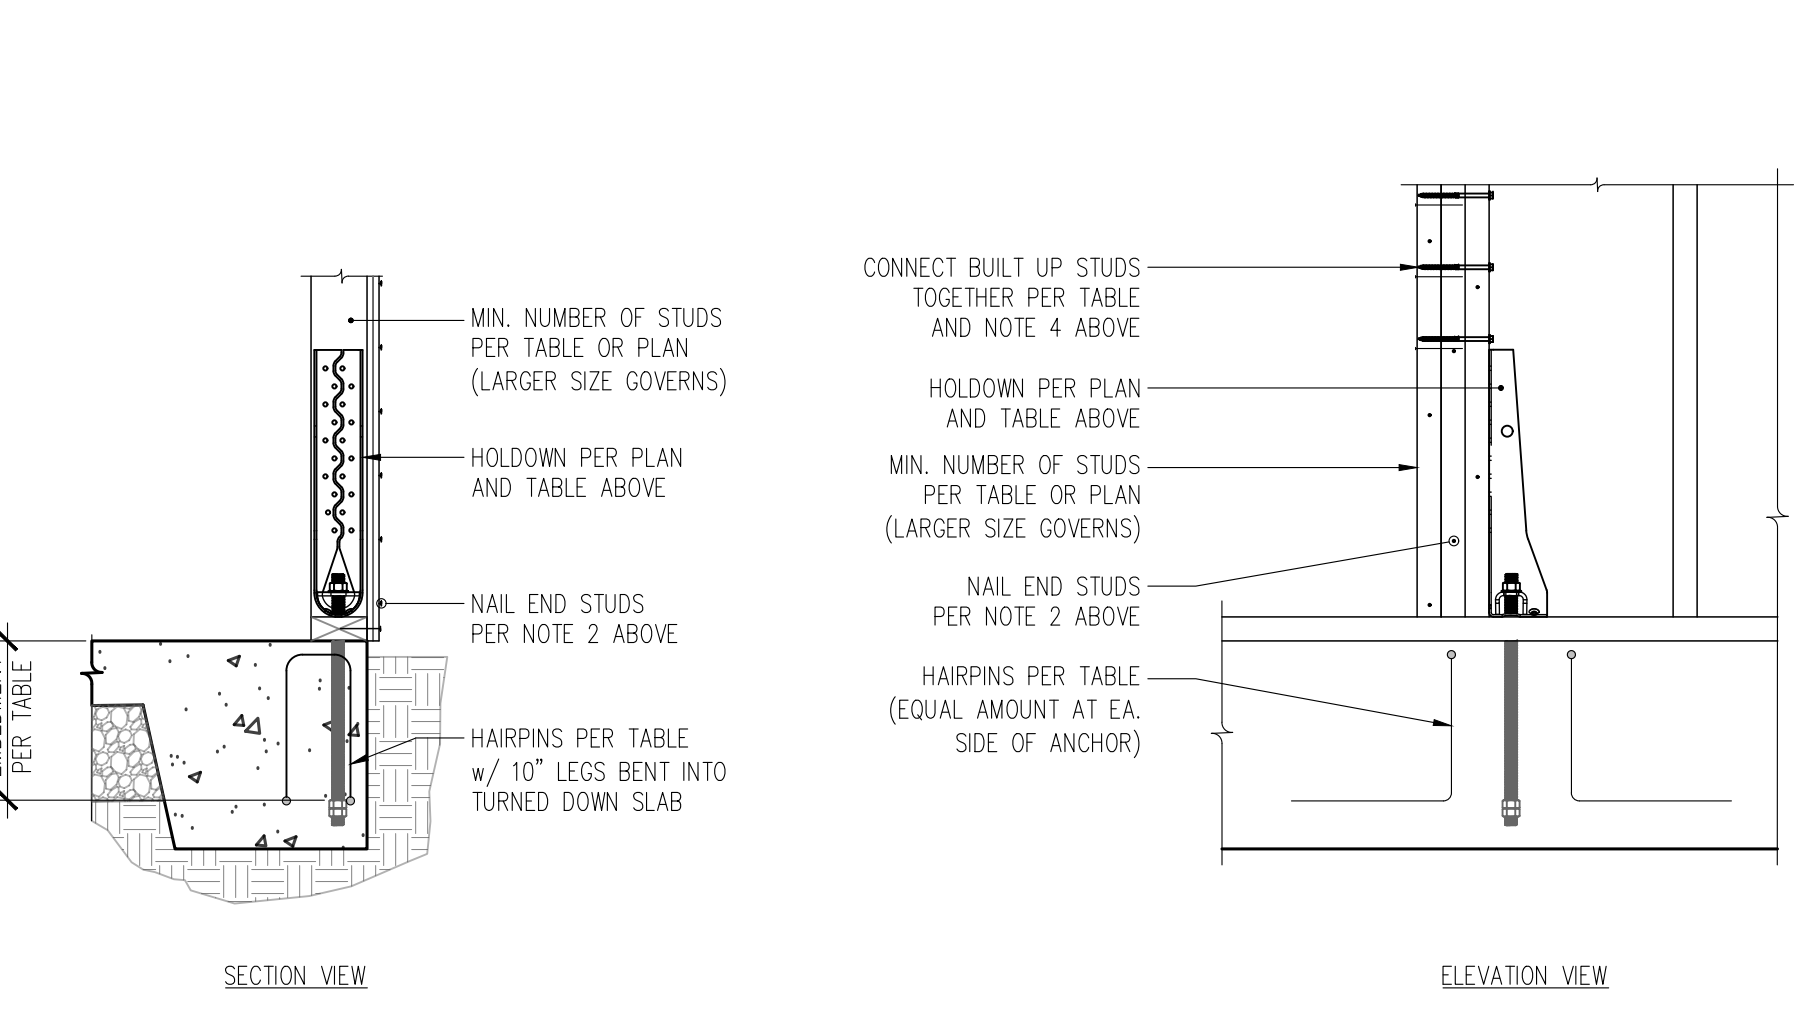 MIN. NUMBER OF STUDS
PER TABLE OR PLAN
(LARGER SIZE GOVERNS)
HOLDOWN PER PLAN
AND TABLE ABOVE
NAIL END STUDS
PER NOTE 2 ABOVE
PER TABLE
HAIRPINS PER TABLE
w/ 10" LEGS BENT INTO
TURNED DOWN SLAB
SECTION VIEW
CONNECT BUILT UP STUDS
TOGETHER PER TABLE
AND NOTE 4 ABOVE
HOLDOWN PER PLAN
AND TABLE ABOVE
MIN. NUMBER OF STUDS
PER TABLE OR PLAN
(LARGER SIZE GOVERNS)
NAIL END STUDS
PER NOTE 2 ABOVE
HAIRPINS PER TABLE
(EQUAL AMOUNT AT EA.
SIDE OF ANCHOR)
ELEVATION VIEW